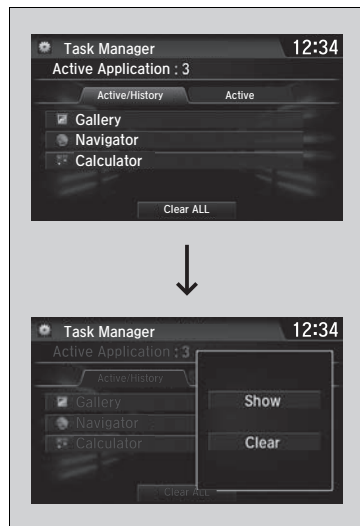 Task Manager 12:34
Active Application : 3
Active/History Active
Gallery
Navigator
Calculator
Clear ALL
Task Manager 12:34
Active Application : 3
Active/History
Gallery Show
Navigator
Calculator Clear
Clear ALL